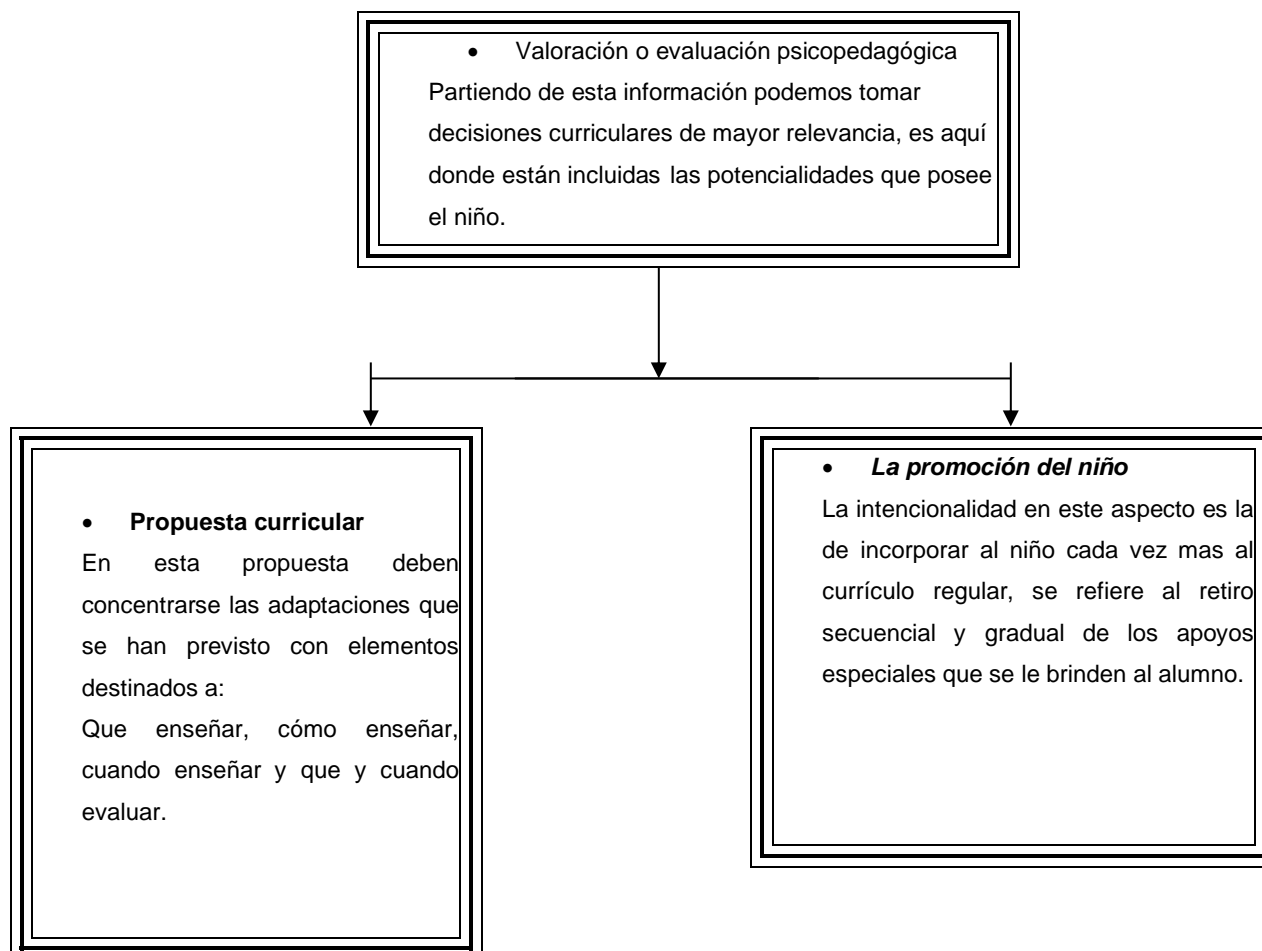 • Valoración o evaluación psicopedagógica
Partiendo de esta información podemos tomar
decisiones curriculares de mayor relevancia, es aquí
donde están incluidas las potencialidades que posee
el niño.
• Propuesta curricular
En esta propuesta deben
concentrarse las adaptaciones que
se han previsto con elementos
destinados a:
Que enseñar, cómo enseñar,
cuando enseñar y que y cuando
evaluar.
• La promoción del niño
La intencionalidad en este aspecto es la
de incorporar al niño cada vez mas al
currículo regular, se refiere al retiro
secuencial y gradual de los apoyos
especiales que se le brinden al alumno.